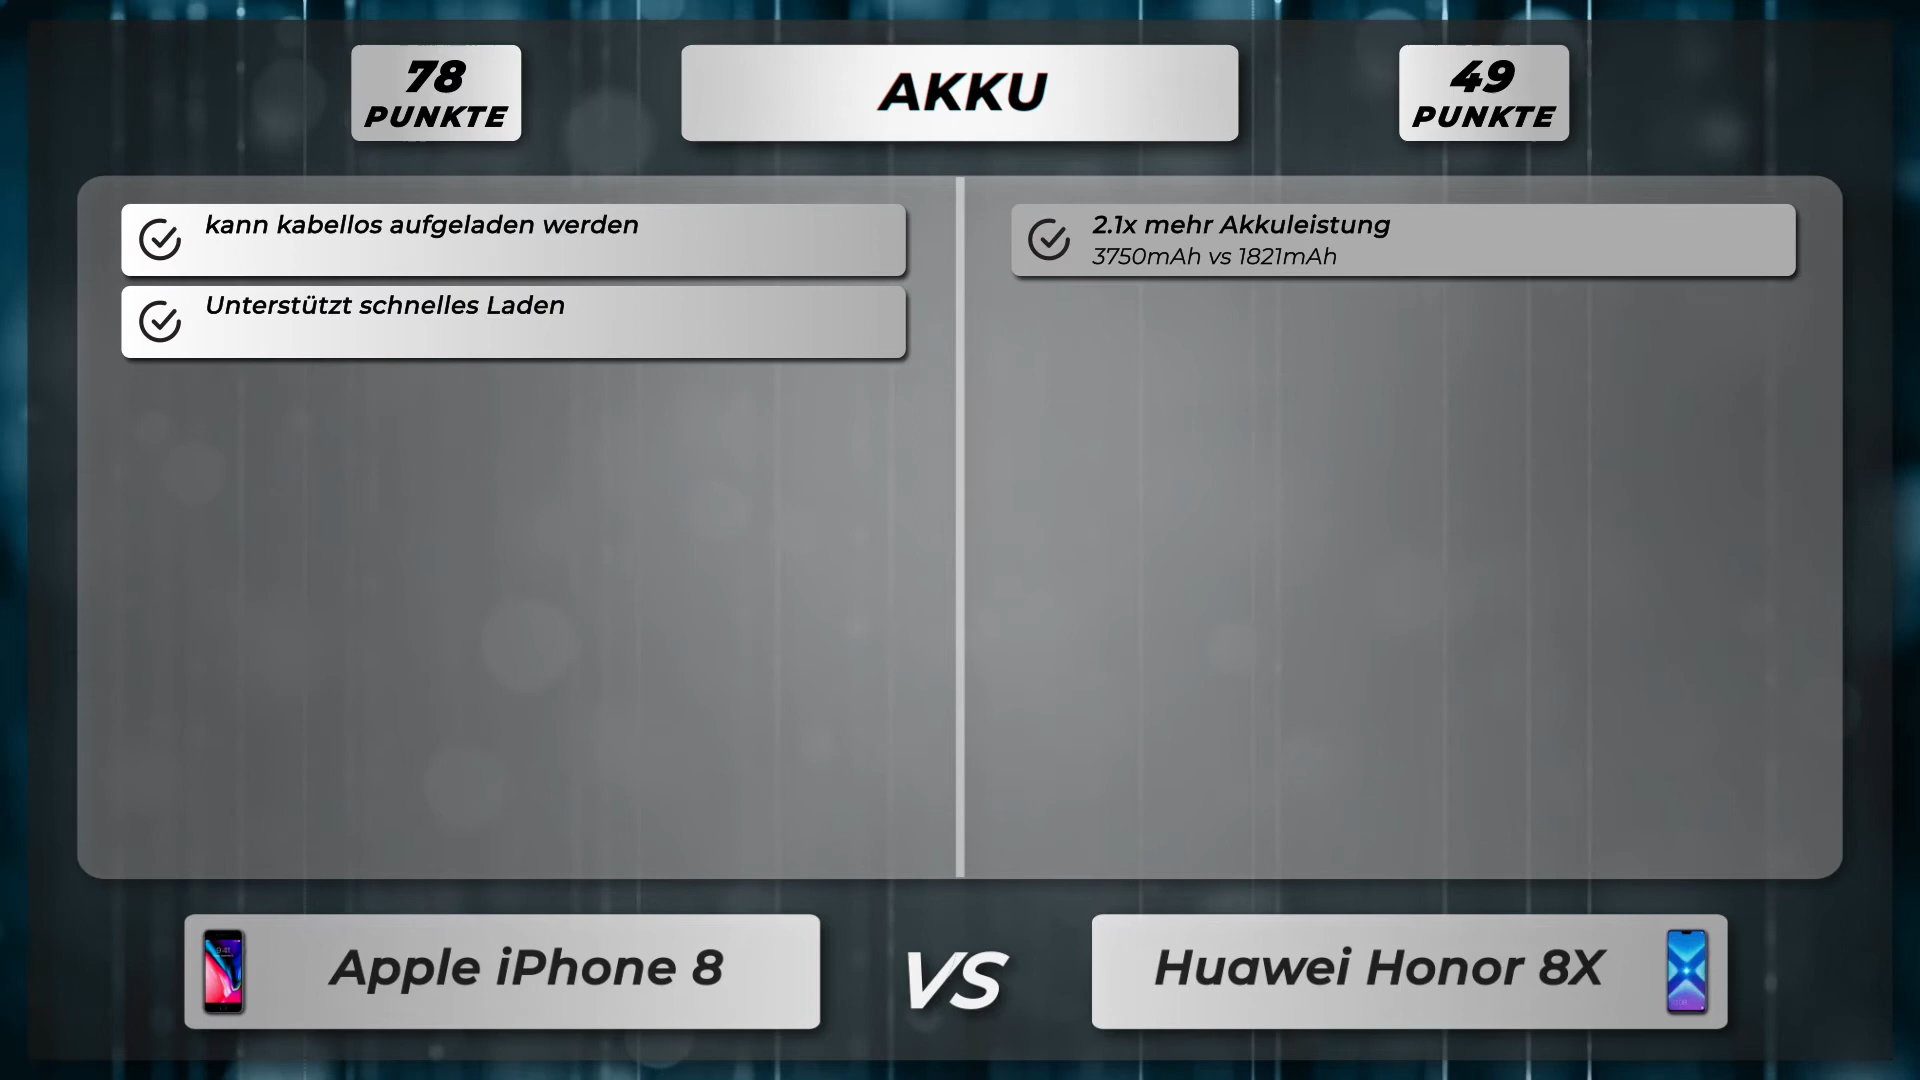 78
PUNKTE
AKKU
49
PUNKTE
kann kabellos aufgeladen werden
Unterstützt schnelles Laden
2.1x mehr Akkuleistung
3750mAh vs 1821mAh
Apple iPhone 8
VS
Huawei Honor 8X